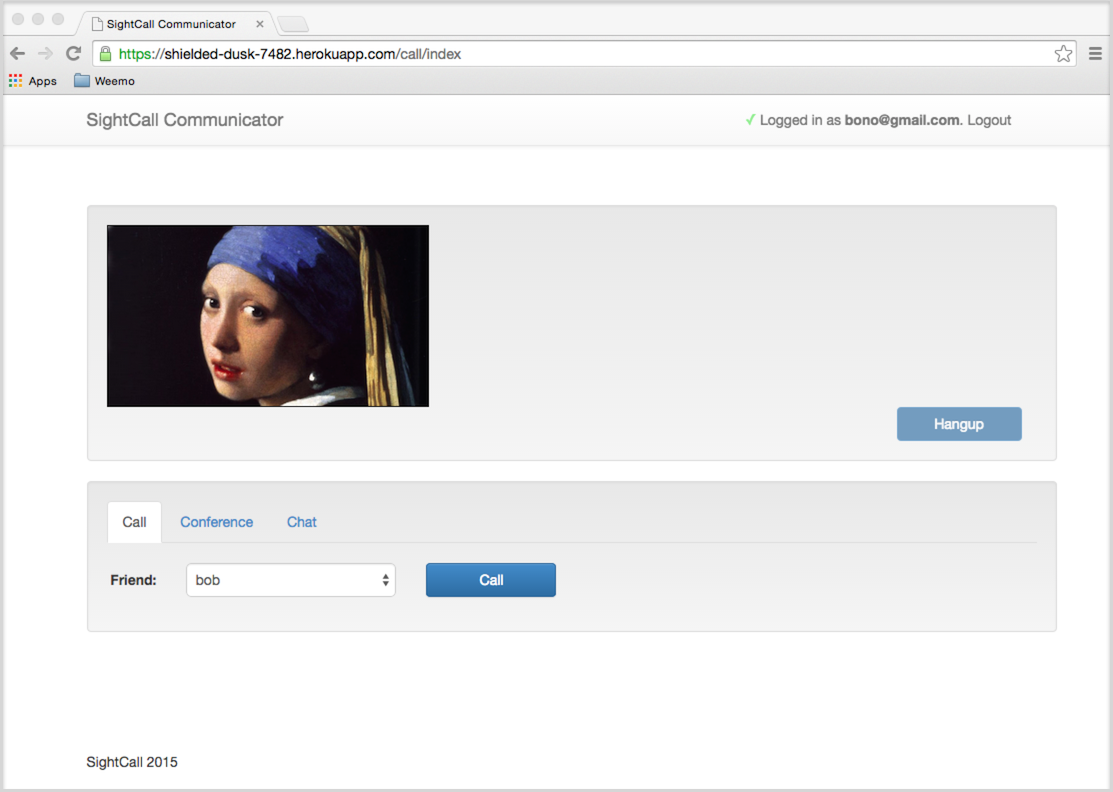 SightCall Communicator
https://shielded-dusk-7482.herokuapp.com/call/index
Apps Weemo
SightCall Communicator
✓ Logged in as bono@gmail.com. Logout
Hangup
Call Conference Chat
Friend: bob Call
SightCall 2015